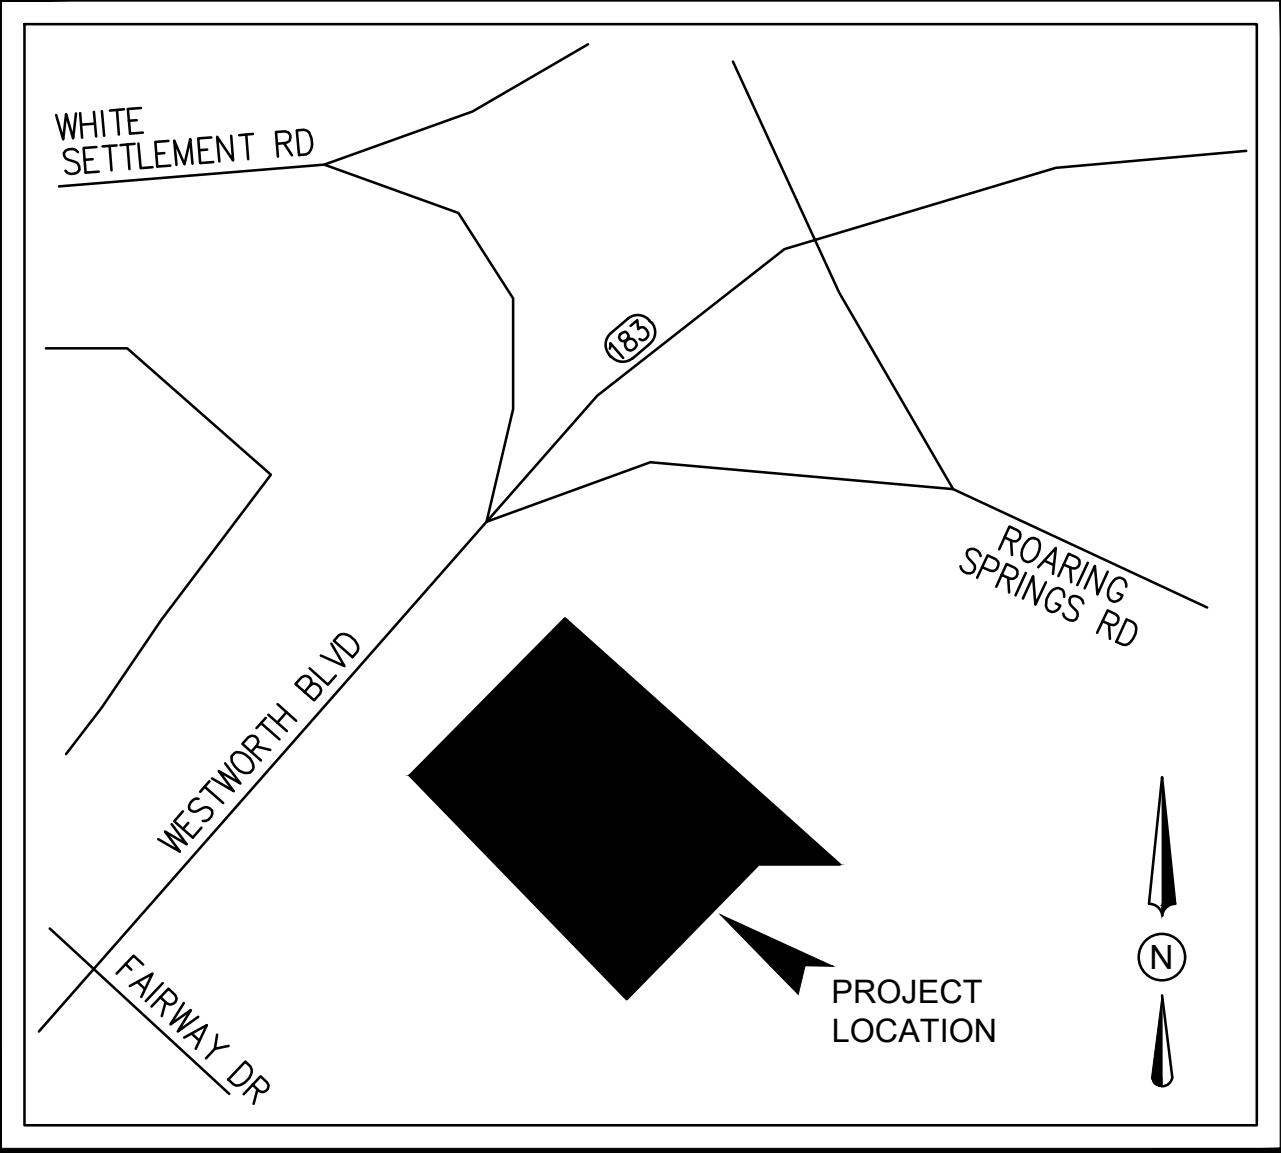 WHITE
SETTLEMENT RD
183
ROARING
SPRINGS RD
WESTWORTH BLVD
FAIRWAY DR
PROJECT
LOCATION
N